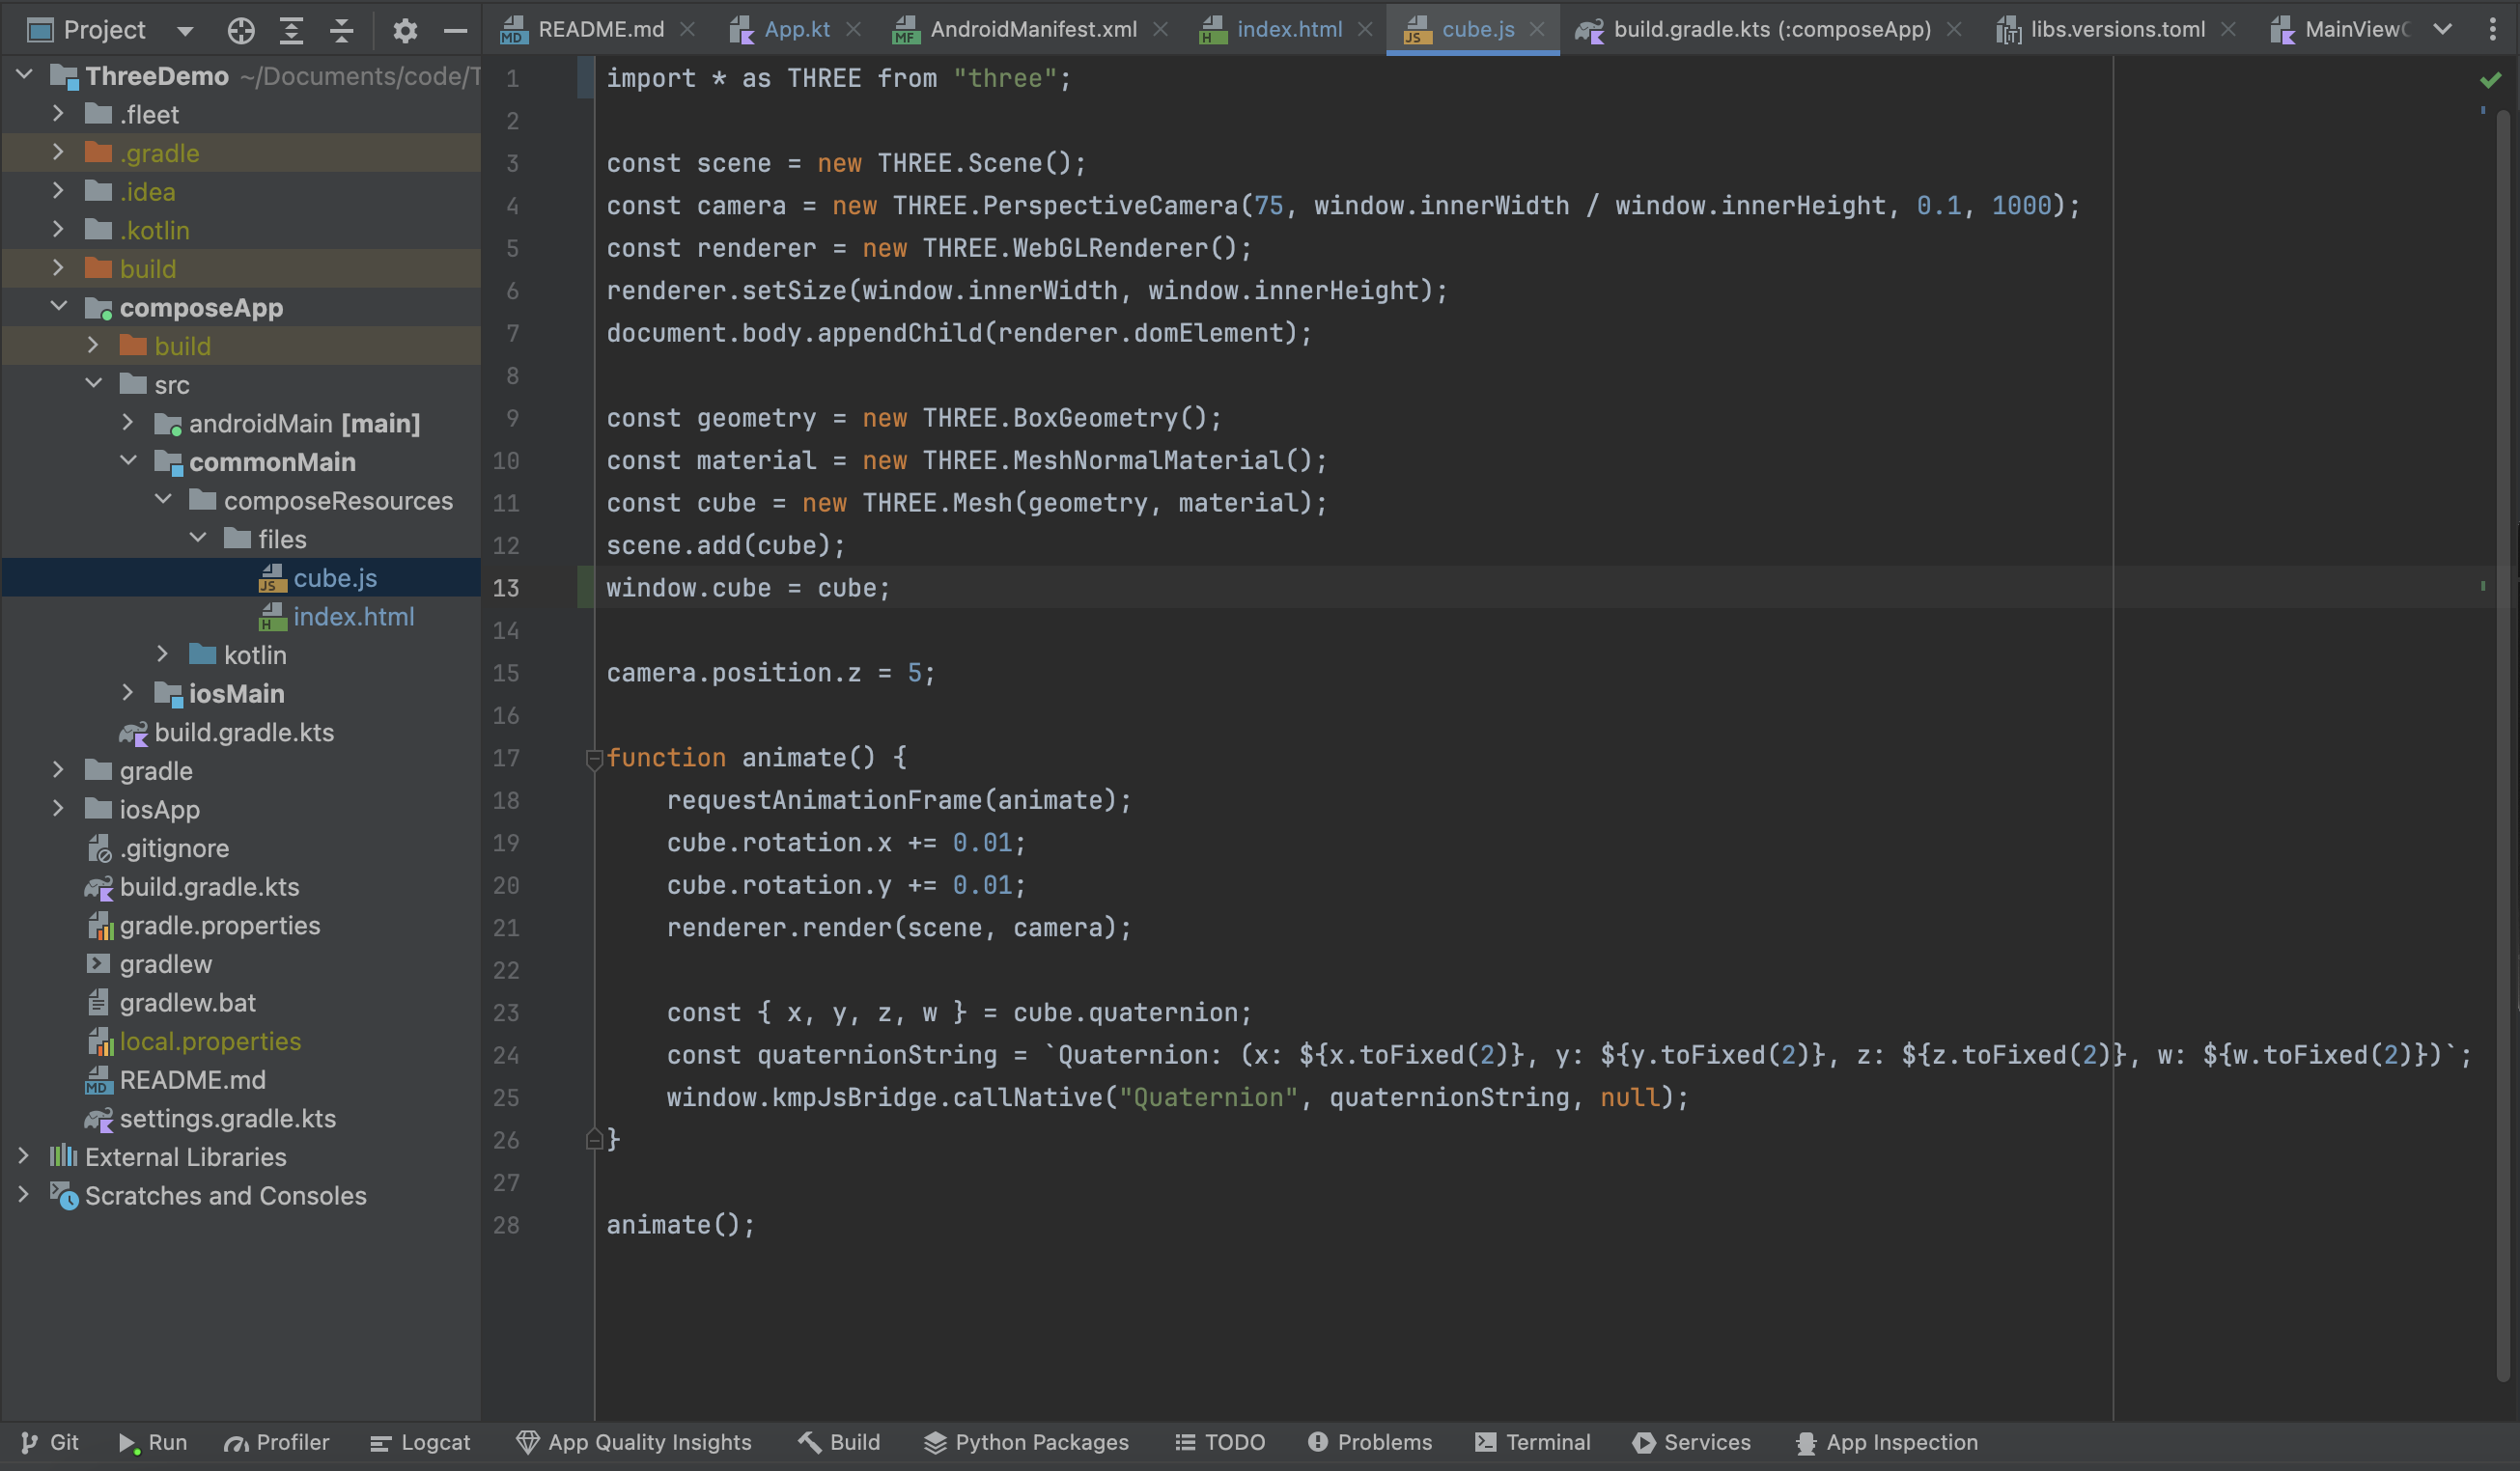 Project
README.md
App.kt
AndroidManifest.xml
index.html
cube.js
build.gradle.kts (:composeApp)
libs.versions.toml
ThreeDemo ~/Documents/code/T
.fleet
.gradle
.idea
.kotlin
build
composeApp
build
src
androidMain [main]
commonMain
composeResources
files
cube.js
index.html
kotlin
iosMain
build.gradle.kts
gradle
iosApp
.gitignore
build.gradle.kts
gradle.properties
gradlew
gradlew.bat
local.properties
README.md
settings.gradle.kts
External Libraries
Scratches and Consoles
1 import * as THREE from "three";
2
3 const scene = new THREE.Scene();
4 const camera = new THREE.PerspectiveCamera(75, window.innerWidth / window.innerHeight, 0.1, 1000);
5 const renderer = new THREE.WebGLRenderer();
6 renderer.setSize(window.innerWidth, window.innerHeight);
7 document.body.appendChild(renderer.domElement);
8
9 const geometry = new THREE.BoxGeometry();
10 const material = new THREE.MeshNormalMaterial();
11 const cube = new THREE.Mesh(geometry, material);
12 scene.add(cube);
13 window.cube = cube;
14
15 camera.position.z = 5;
16
17 function animate() {
18 requestAnimationFrame(animate);
19 cube.rotation.x += 0.01;
20 cube.rotation.y += 0.01;
21 renderer.render(scene, camera);
22
23 const { x, y, z, w } = cube.quaternion;
24 const quaternionString = `Quaternion: (x: ${x.toFixed(2)}, y: ${y.toFixed(2)}, z: ${z.toFixed(2)}, w: ${w.toFixed(2)})`;
25 window.kmpJsBridge.callNative("Quaternion", quaternionString, null);
26 }
27
28 animate();
Git
Run
Profiler
Logcat
App Quality Insights
Build
Python Packages
TODO
Problems
Terminal
Services
App Inspection